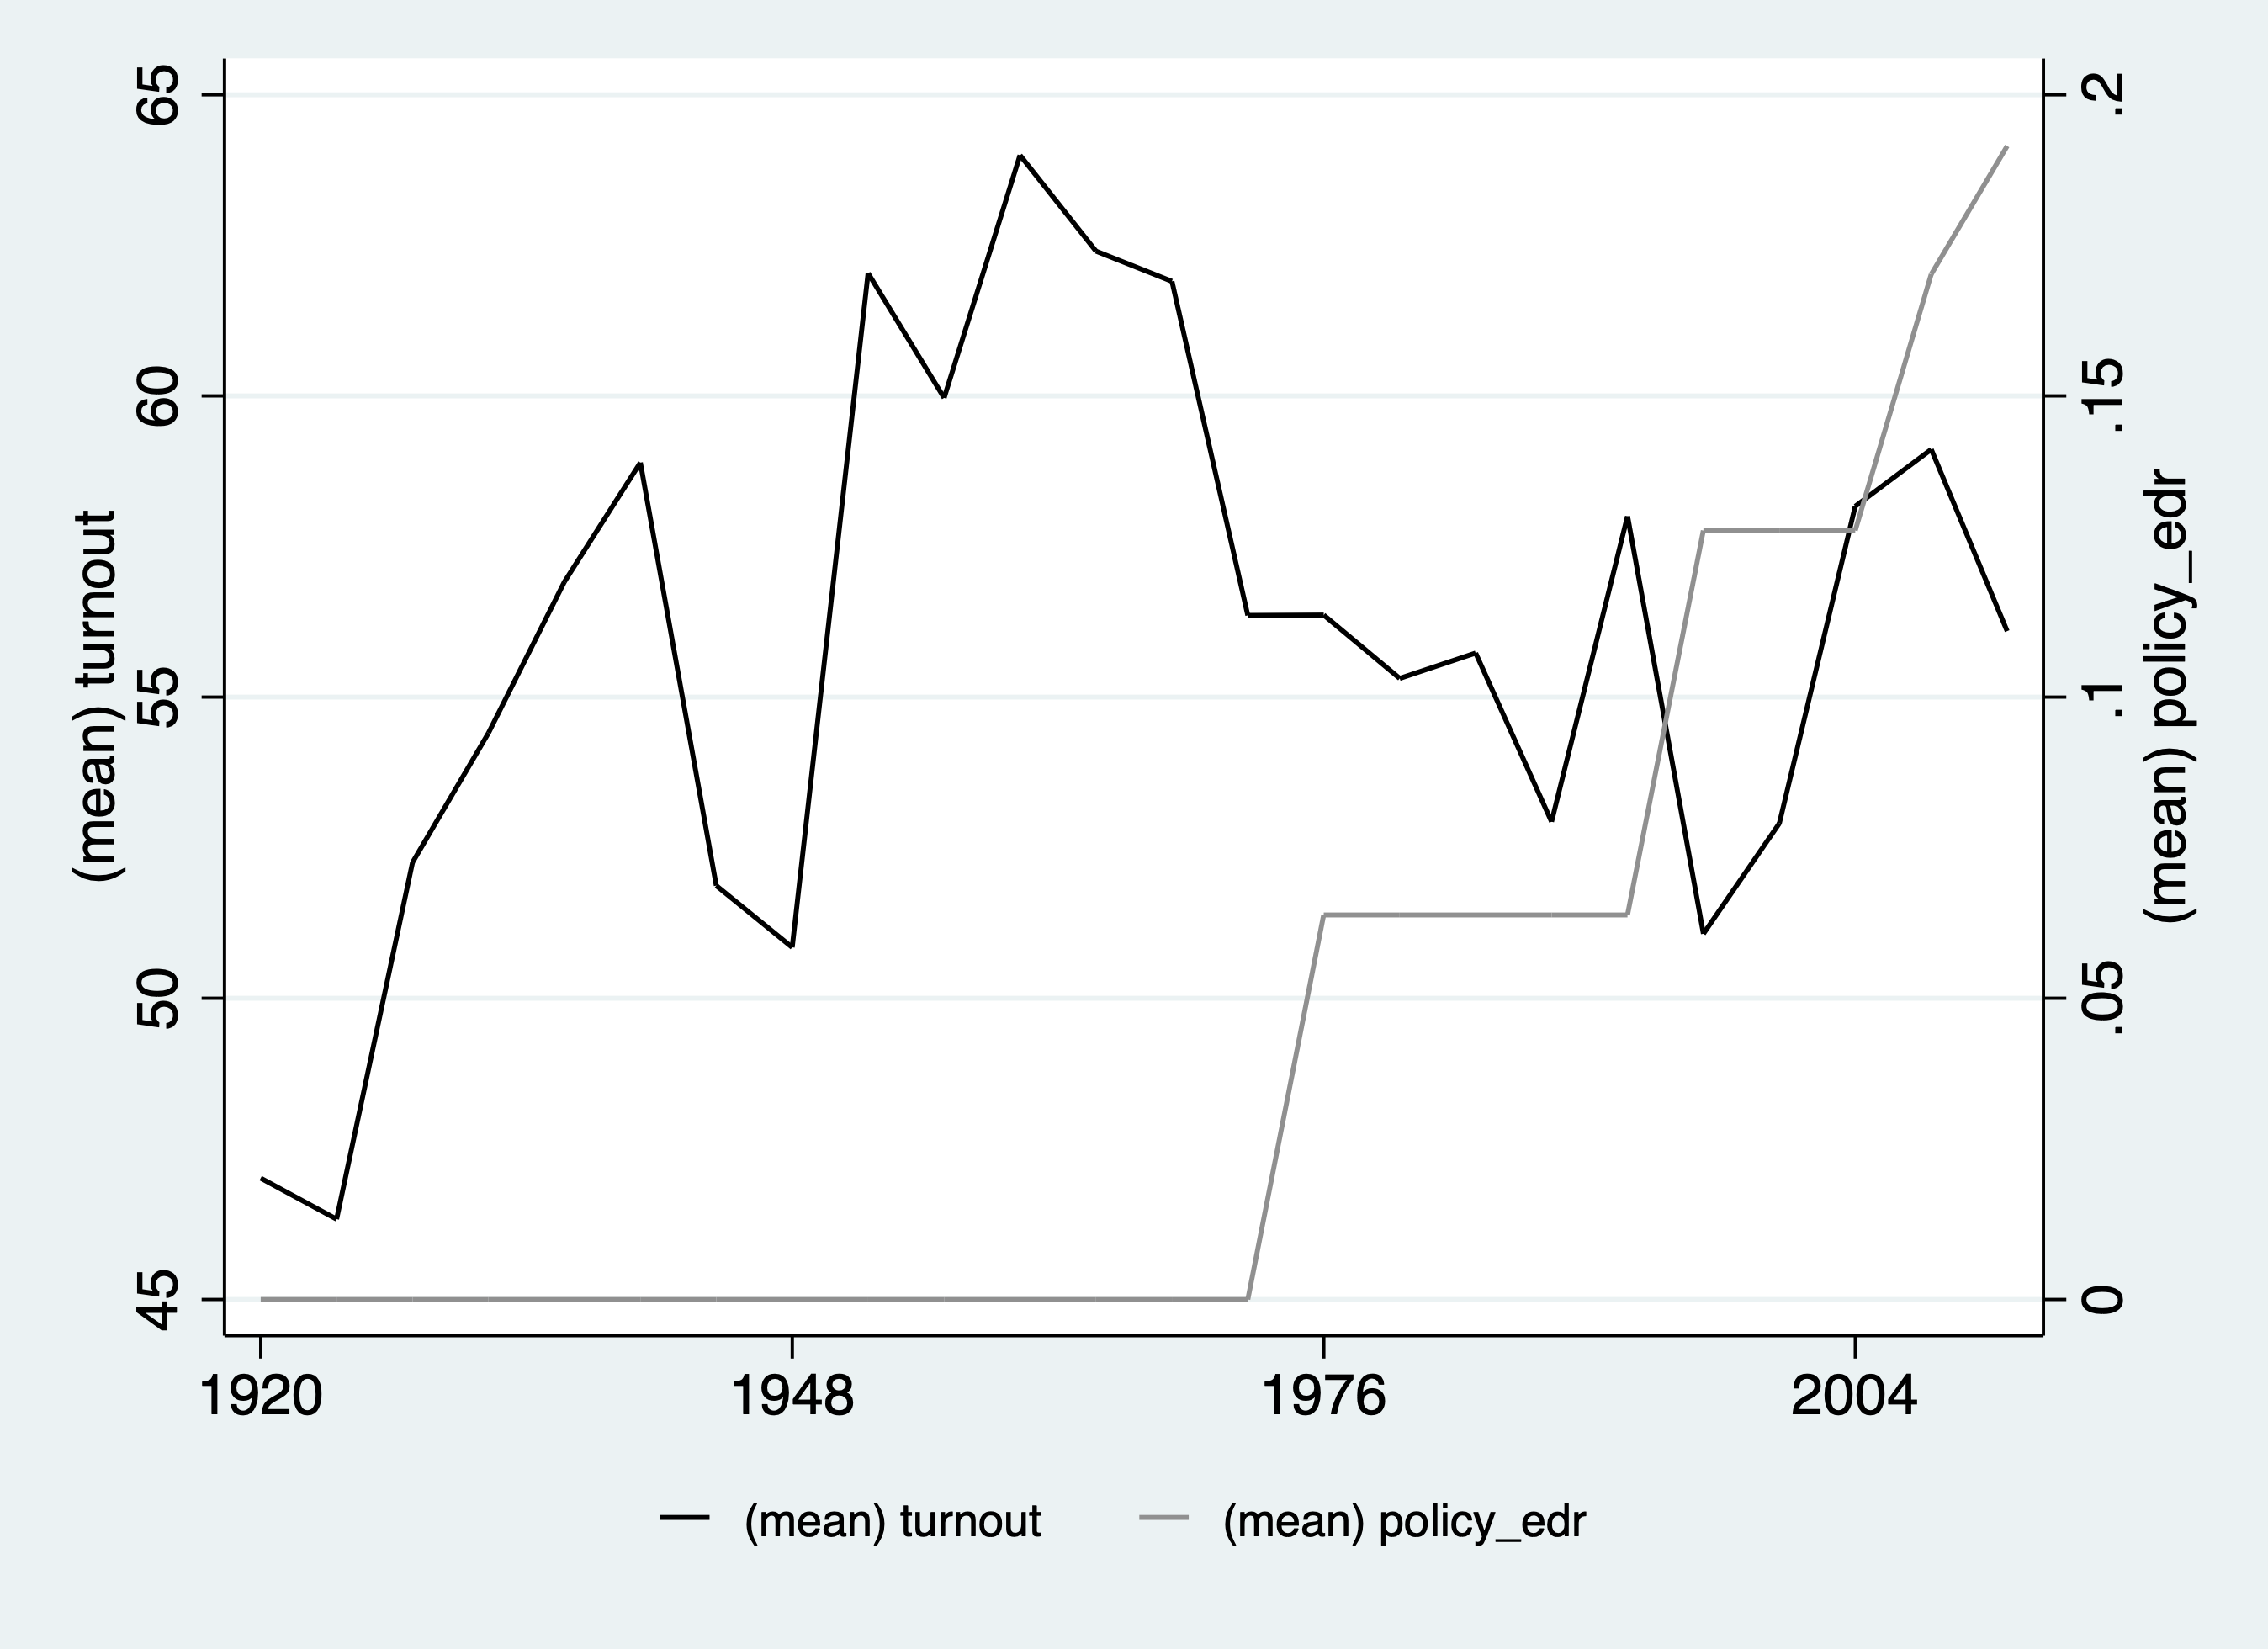 (mean) turnout
65
60
55
50
45
.2
.15
.1
.05
0
(mean) policy_edr
1920 1948 1976 2004
(mean) turnout (mean) policy_edr